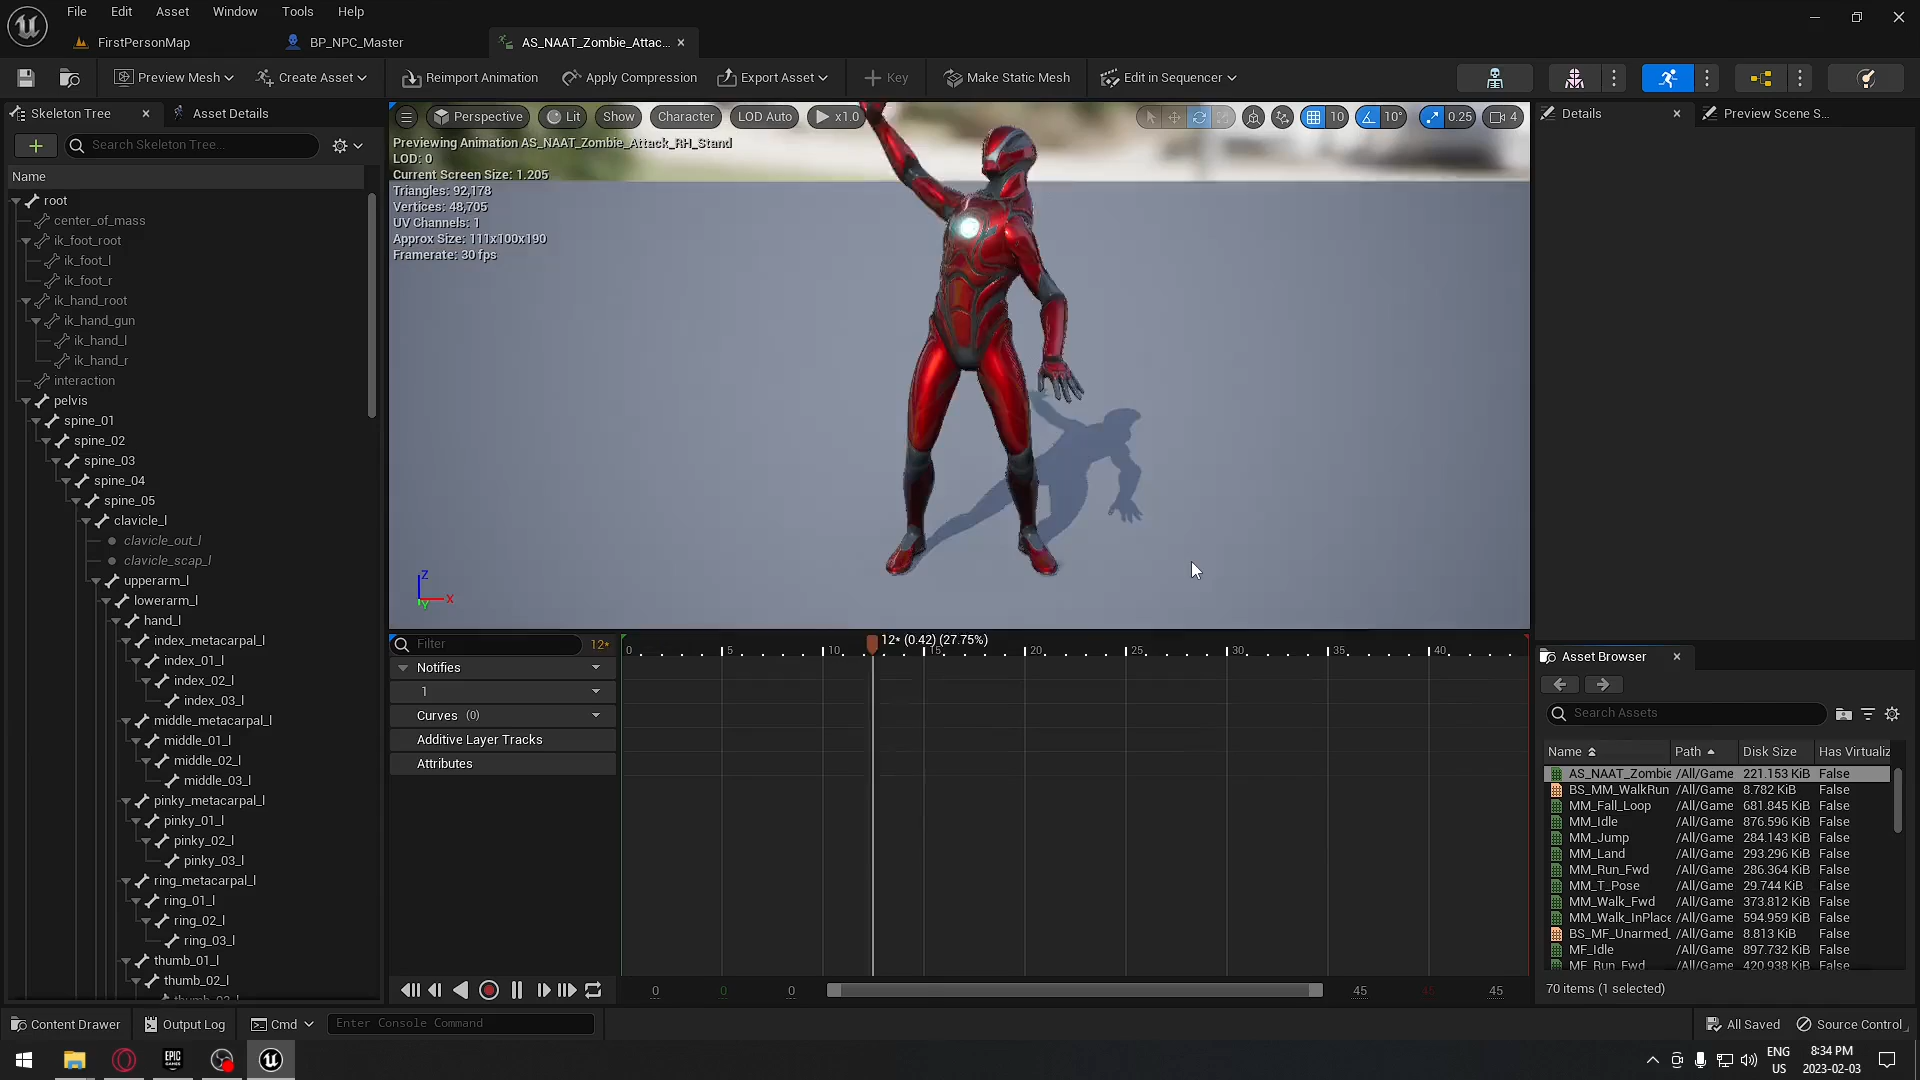 File Edit Asset Window Tools Help
FirstPersonMap BP_NPC_Master AS_NAAT_Zombie_Attac...
Preview Mesh Create Asset Reimport Animation Apply Compression Export Asset Key Make Static Mesh Edit in Sequencer
Skeleton Tree Asset Details
Search Skeleton Tree...
Name
root
center_of_mass
ik_foot_root
ik_foot_l
ik_foot_r
ik_hand_root
ik_hand_gun
ik_hand_l
ik_hand_r
interaction
pelvis
spine_01
spine_02
spine_03
spine_04
spine_05
clavicle_l
clavicle_out_l
clavicle_scap_l
upperarm_l
lowerarm_l
hand_l
index_metacarpal_l
index_01_l
index_02_l
index_03_l
middle_metacarpal_l
middle_01_l
middle_02_l
middle_03_l
pinky_metacarpal_l
pinky_01_l
pinky_02_l
pinky_03_l
ring_metacarpal_l
ring_01_l
ring_02_l
ring_03_l
thumb_01_l
thumb_02_l
Perspective Lit Show Character LOD Auto x1.0 10 10° 0.25 4
Previewing Animation AS_NAAT_Zombie_Attack_RH_Stand
LOD: 0
Current Screen Size: 1.205
Triangles: 92,178
Vertices: 48,705
UV Channels: 1
Approx Size: 111x100x190
Framerate: 30 fps
Z
X
Y
Filter 12*
12* (0.42) (27.75%)
0 5 10 15 20 25 30 35 40
Notifies
1
Curves (0)
Additive Layer Tracks
Attributes
0 0 0 45 45 45
Details Preview Scene S...
Asset Browser
Search Assets
Name Path Disk Size Has Virtualiz
AS_NAAT_Zombie /All/Game 221.153 KiB False
BS_MM_WalkRun /All/Game 8.782 KiB False
MM_Fall_Loop /All/Game 681.845 KiB False
MM_Idle /All/Game 876.596 KiB False
MM_Jump /All/Game 284.143 KiB False
MM_Land /All/Game 293.296 KiB False
MM_Run_Fwd /All/Game 286.364 KiB False
MM_T_Pose /All/Game 29.744 KiB False
MM_Walk_Fwd /All/Game 373.812 KiB False
MM_Walk_InPlace /All/Game 594.959 KiB False
BS_MF_Unarmed_ /All/Game 8.813 KiB False
MF_Idle /All/Game 897.732 KiB False
MF_Run_Fwd /All/Game 420.938 KiB False
70 items (1 selected)
Content Drawer Output Log Cmd Enter Console Command All Saved Source Control
EPIC GAMES
ENG US
8:34 PM
2023-02-03